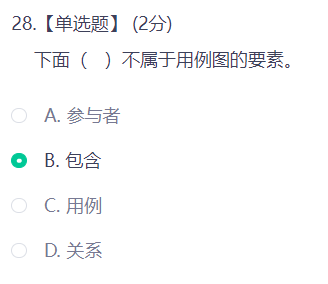 28.【单选题】 (2分)
下面（　）不属于用例图的要素。
A. 参与者
B. 包含
C. 用例
D. 关系